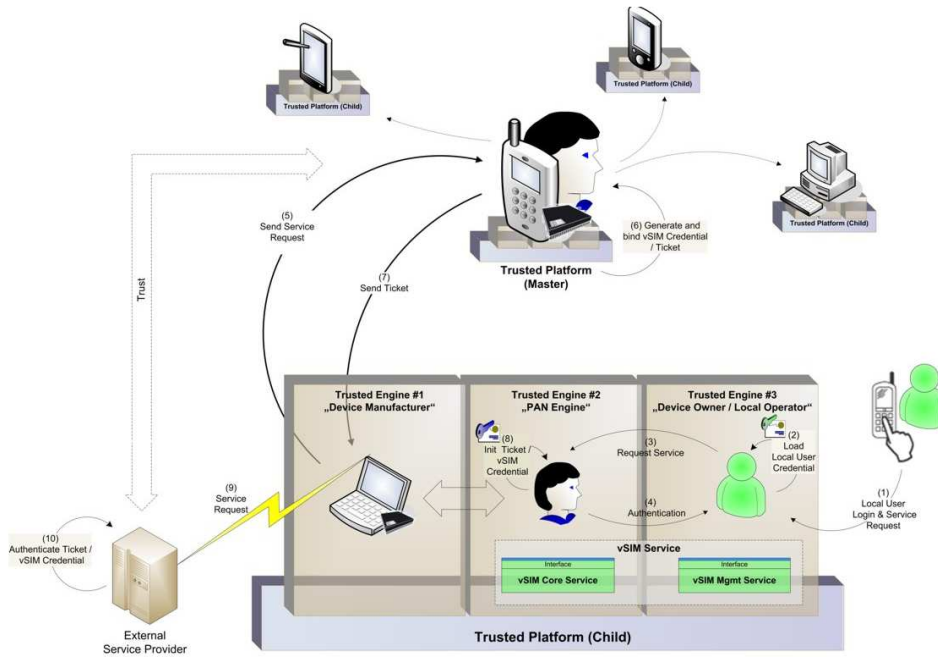 Trusted Platform (Child)
Trusted Platform (Child)
Trusted Platform (Child)
(5)
Send Service
Request
(6) Generate and
bind vSIM Credential
/ Ticket
Trusted Platform
(Master)
(7)
Send Ticket
Trust
Trusted Engine #1
„Device Manufacturer“
Trusted Engine #2
„PAN Engine“
Trusted Engine #3
„Device Owner / Local Operator“
(8)
Init Ticket /
vSIM
Credential
(3)
Request Service
(2)
Load
Local User
Credential
(4)
Authentication
(1)
Local User
Login & Service
Request
(9)
Service
Request
(10)
Authenticate Ticket /
vSIM Credential
vSIM Service
Interface
vSIM Core Service
Interface
vSIM Mgmt Service
External
Service Provider
Trusted Platform (Child)